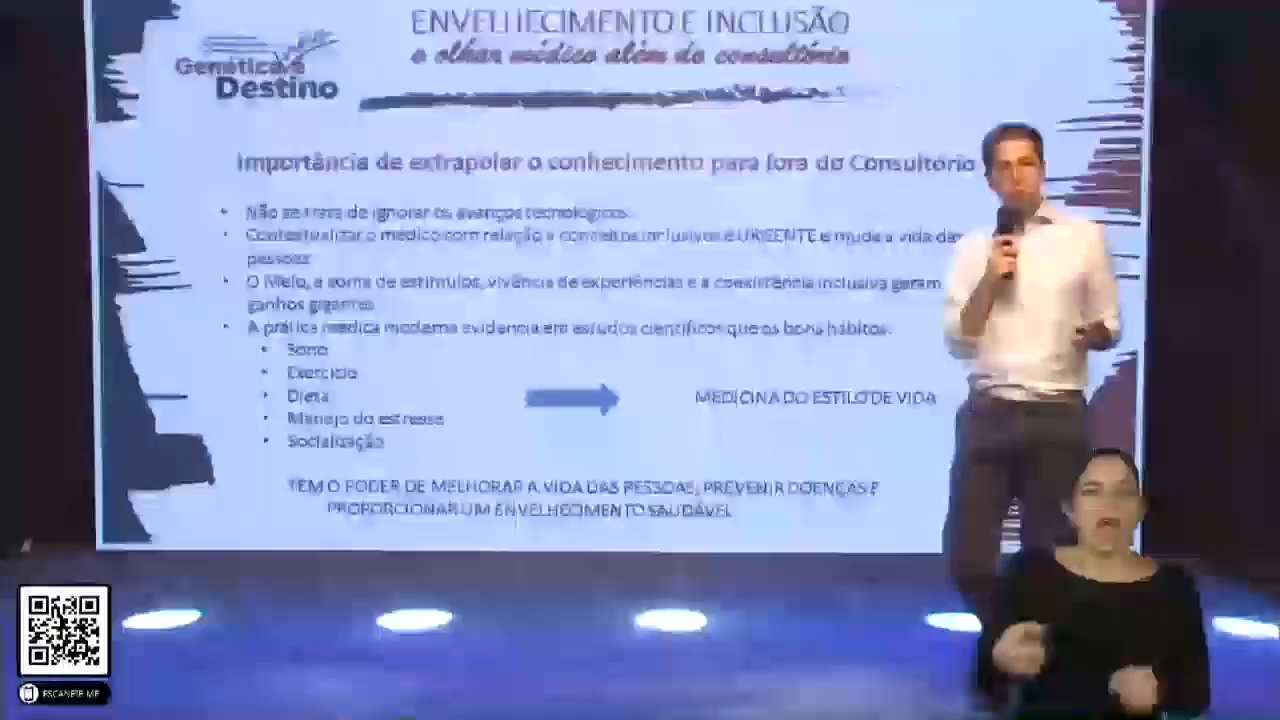 ENVELHECIMENTO E INCLUSÃO
o olhar médico além do consultório
Genética é
Destino
Importância de extrapolar o conhecimento para fora do Consultório
• Não se trata de ignorar os avanços tecnológicos.
• Contextualizar o médico com relação a conceitos inclusivos é URGENTE e muda a vida das
pessoas
• O Meio, a soma de estímulos, vivência de experiências e a coexistência inclusiva geram
ganhos gigantes
• A prática médica moderna evidencia em estudos científicos que os bons hábitos:
• Sono
• Exercício
• Dieta
• Manejo do estresse
• Socialização
MEDICINA DO ESTILO DE VIDA
TEM O PODER DE MELHORAR A VIDA DAS PESSOAS, PREVENIR DOENÇAS E
PROPORCIONAR UM ENVELHECIMENTO SAUDÁVEL
ESCANEIE-ME